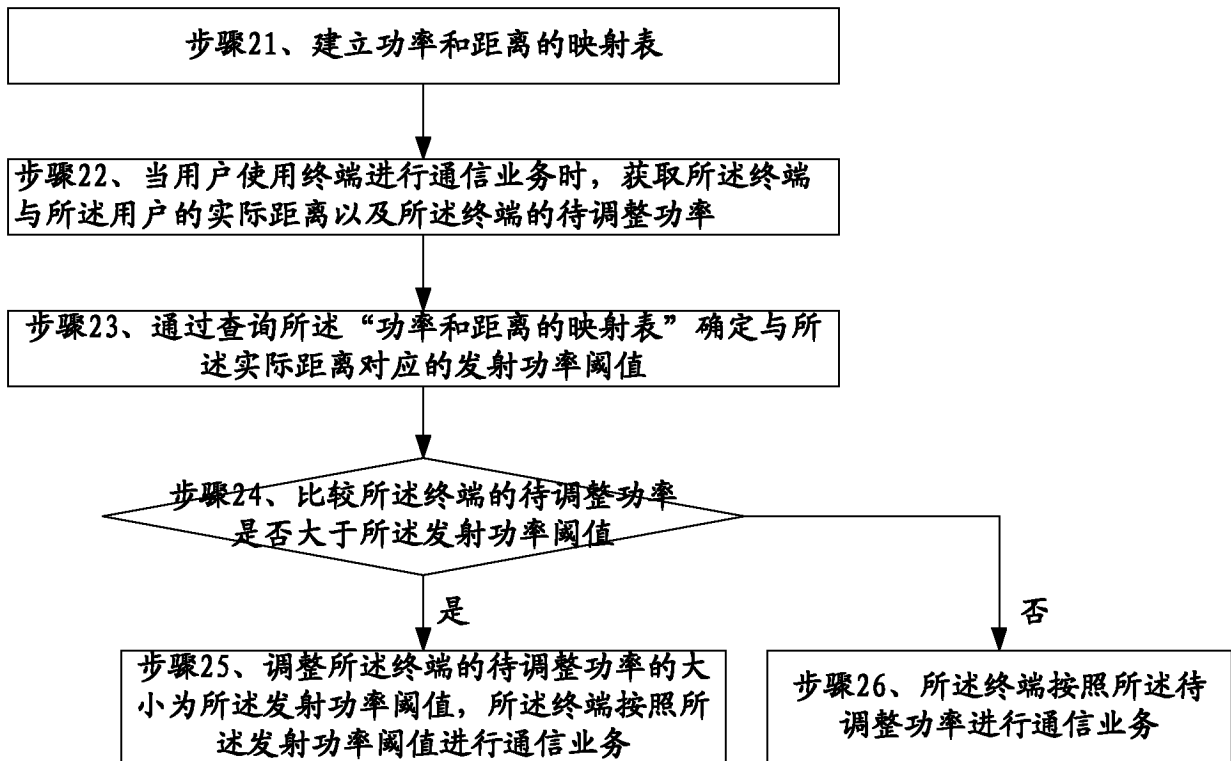 步骤21、建立功率和距离的映射表
步骤22、当用户使用终端进行通信业务时，获取所述终端
与所述用户的实际距离以及所述终端的待调整功率
步骤23、通过查询所述“功率和距离的映射表”确定与所
述实际距离对应的发射功率阈值
步骤24、比较所述终端的待调整功率
是否大于所述发射功率阈值
是
否
步骤25、调整所述终端的待调整功率的大
小为所述发射功率阈值，所述终端按照所
述发射功率阈值进行通信业务
步骤26、所述终端按照所述待
调整功率进行通信业务